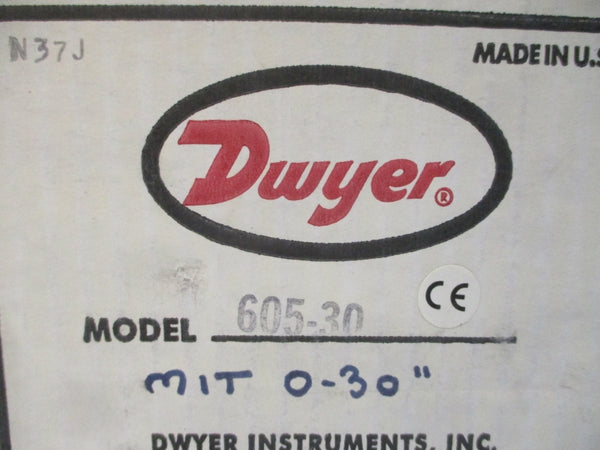 N37J
MADE IN U.S
Dwyer®
CE
MODEL 605-30
MIT 0-30"
DWYER INSTRUMENTS, INC.